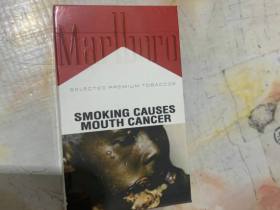 Marlboro
SELECTED PREMIUM TOBACCOS
SMOKING CAUSES
MOUTH CANCER